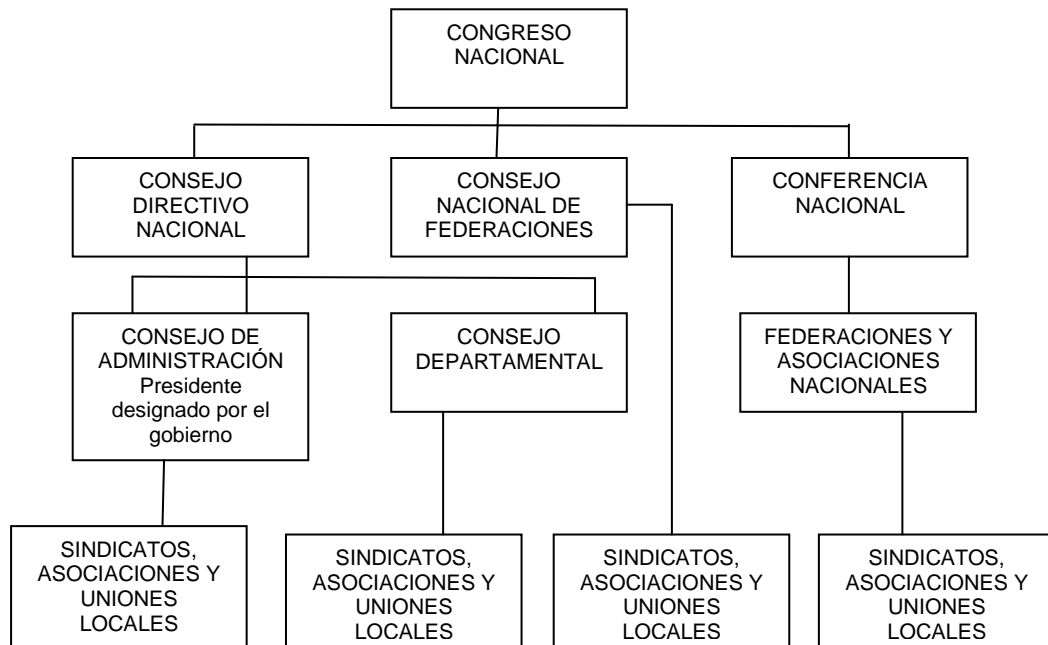 CONGRESO
NACIONAL
CONSEJO
DIRECTIVO
NACIONAL
CONSEJO
NACIONAL DE
FEDERACIONES
CONFERENCIA
NACIONAL
CONSEJO DE
ADMINISTRACIÓN
Presidente
designado por el
gobierno
CONSEJO
DEPARTAMENTAL
FEDERACIONES Y
ASOCIACIONES
NACIONALES
SINDICATOS,
ASOCIACIONES Y
UNIONES
LOCALES
SINDICATOS,
ASOCIACIONES Y
UNIONES
LOCALES
SINDICATOS,
ASOCIACIONES Y
UNIONES
LOCALES
SINDICATOS,
ASOCIACIONES Y
UNIONES
LOCALES